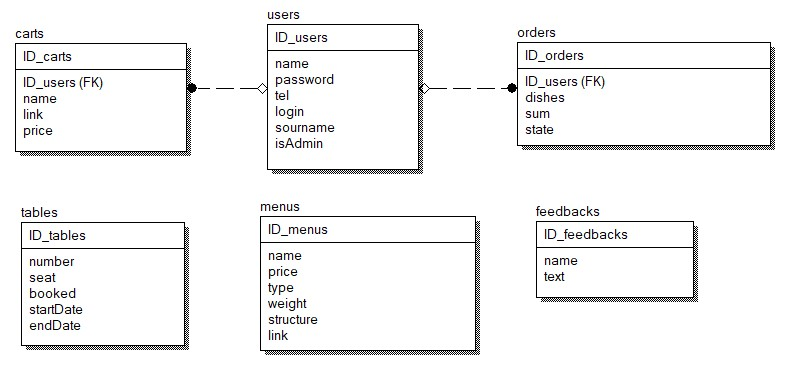 carts
ID_carts
ID_users (FK)
name
link
price
users
ID_users
name
password
tel
login
sourname
isAdmin
orders
ID_orders
ID_users (FK)
dishes
sum
state
tables
ID_tables
number
seat
booked
startDate
endDate
menus
ID_menus
name
price
type
weight
structure
link
feedbacks
ID_feedbacks
name
text